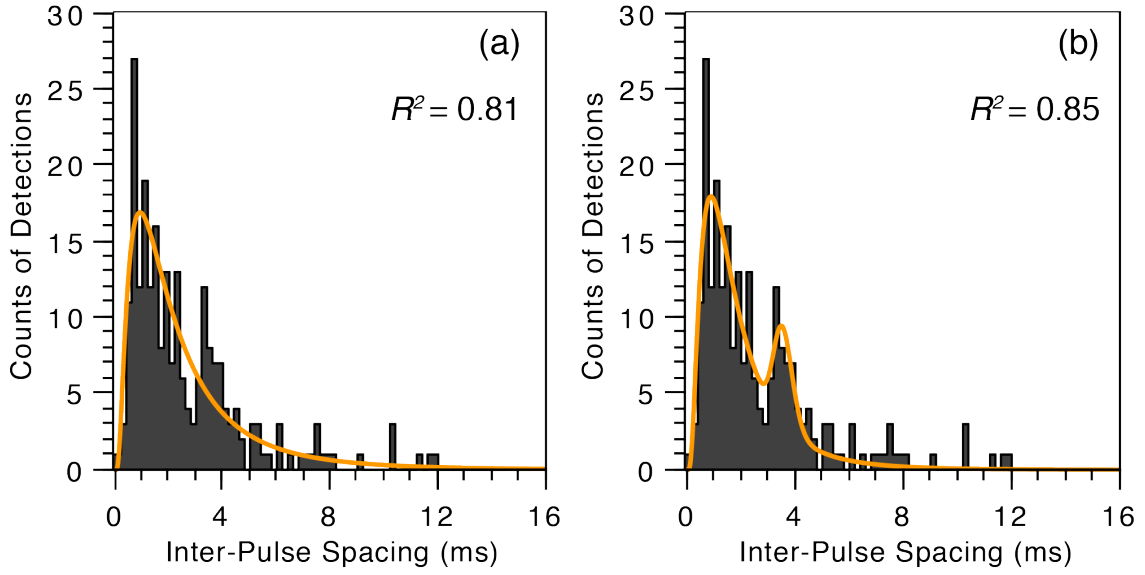 30
25
20
15
10
5
0
Counts of Detections
(a)
R² = 0.81
0 4 8 12 16
Inter-Pulse Spacing (ms)
30
25
20
15
10
5
0
Counts of Detections
(b)
R² = 0.85
0 4 8 12 16
Inter-Pulse Spacing (ms)